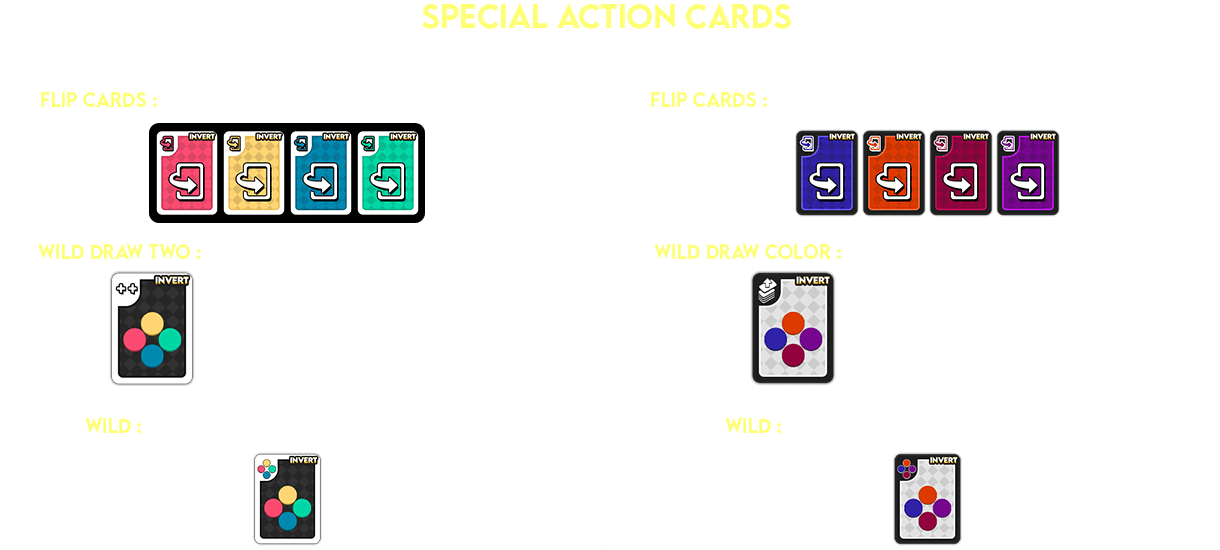 SPECIAL ACTION CARDS
FLIP CARDS :
INVERT INVERT INVERT INVERT
WILD DRAW TWO :
++ INVERT
WILD :
INVERT
FLIP CARDS :
INVERT INVERT INVERT INVERT
WILD DRAW COLOR :
INVERT
WILD :
INVERT